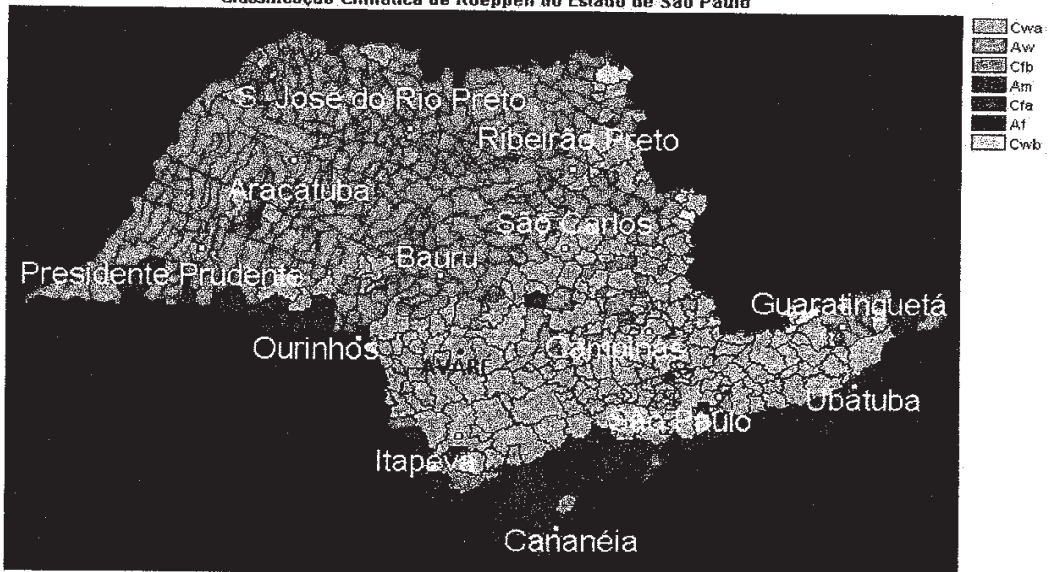 Classificação Climática de Koeppen do Estado de São Paulo
Cwa
Aw
Cfb
Am
Cfa
Af
Cwb
S. José do Rio Preto
Ribeirão Preto
Araçatuba
São Carlos
Bauru
Presidente Prudente
Guaratinguetá
Ourinhos
Campinas
AVARÉ
Ubatuba
São Paulo
Itapeva
Cananéia